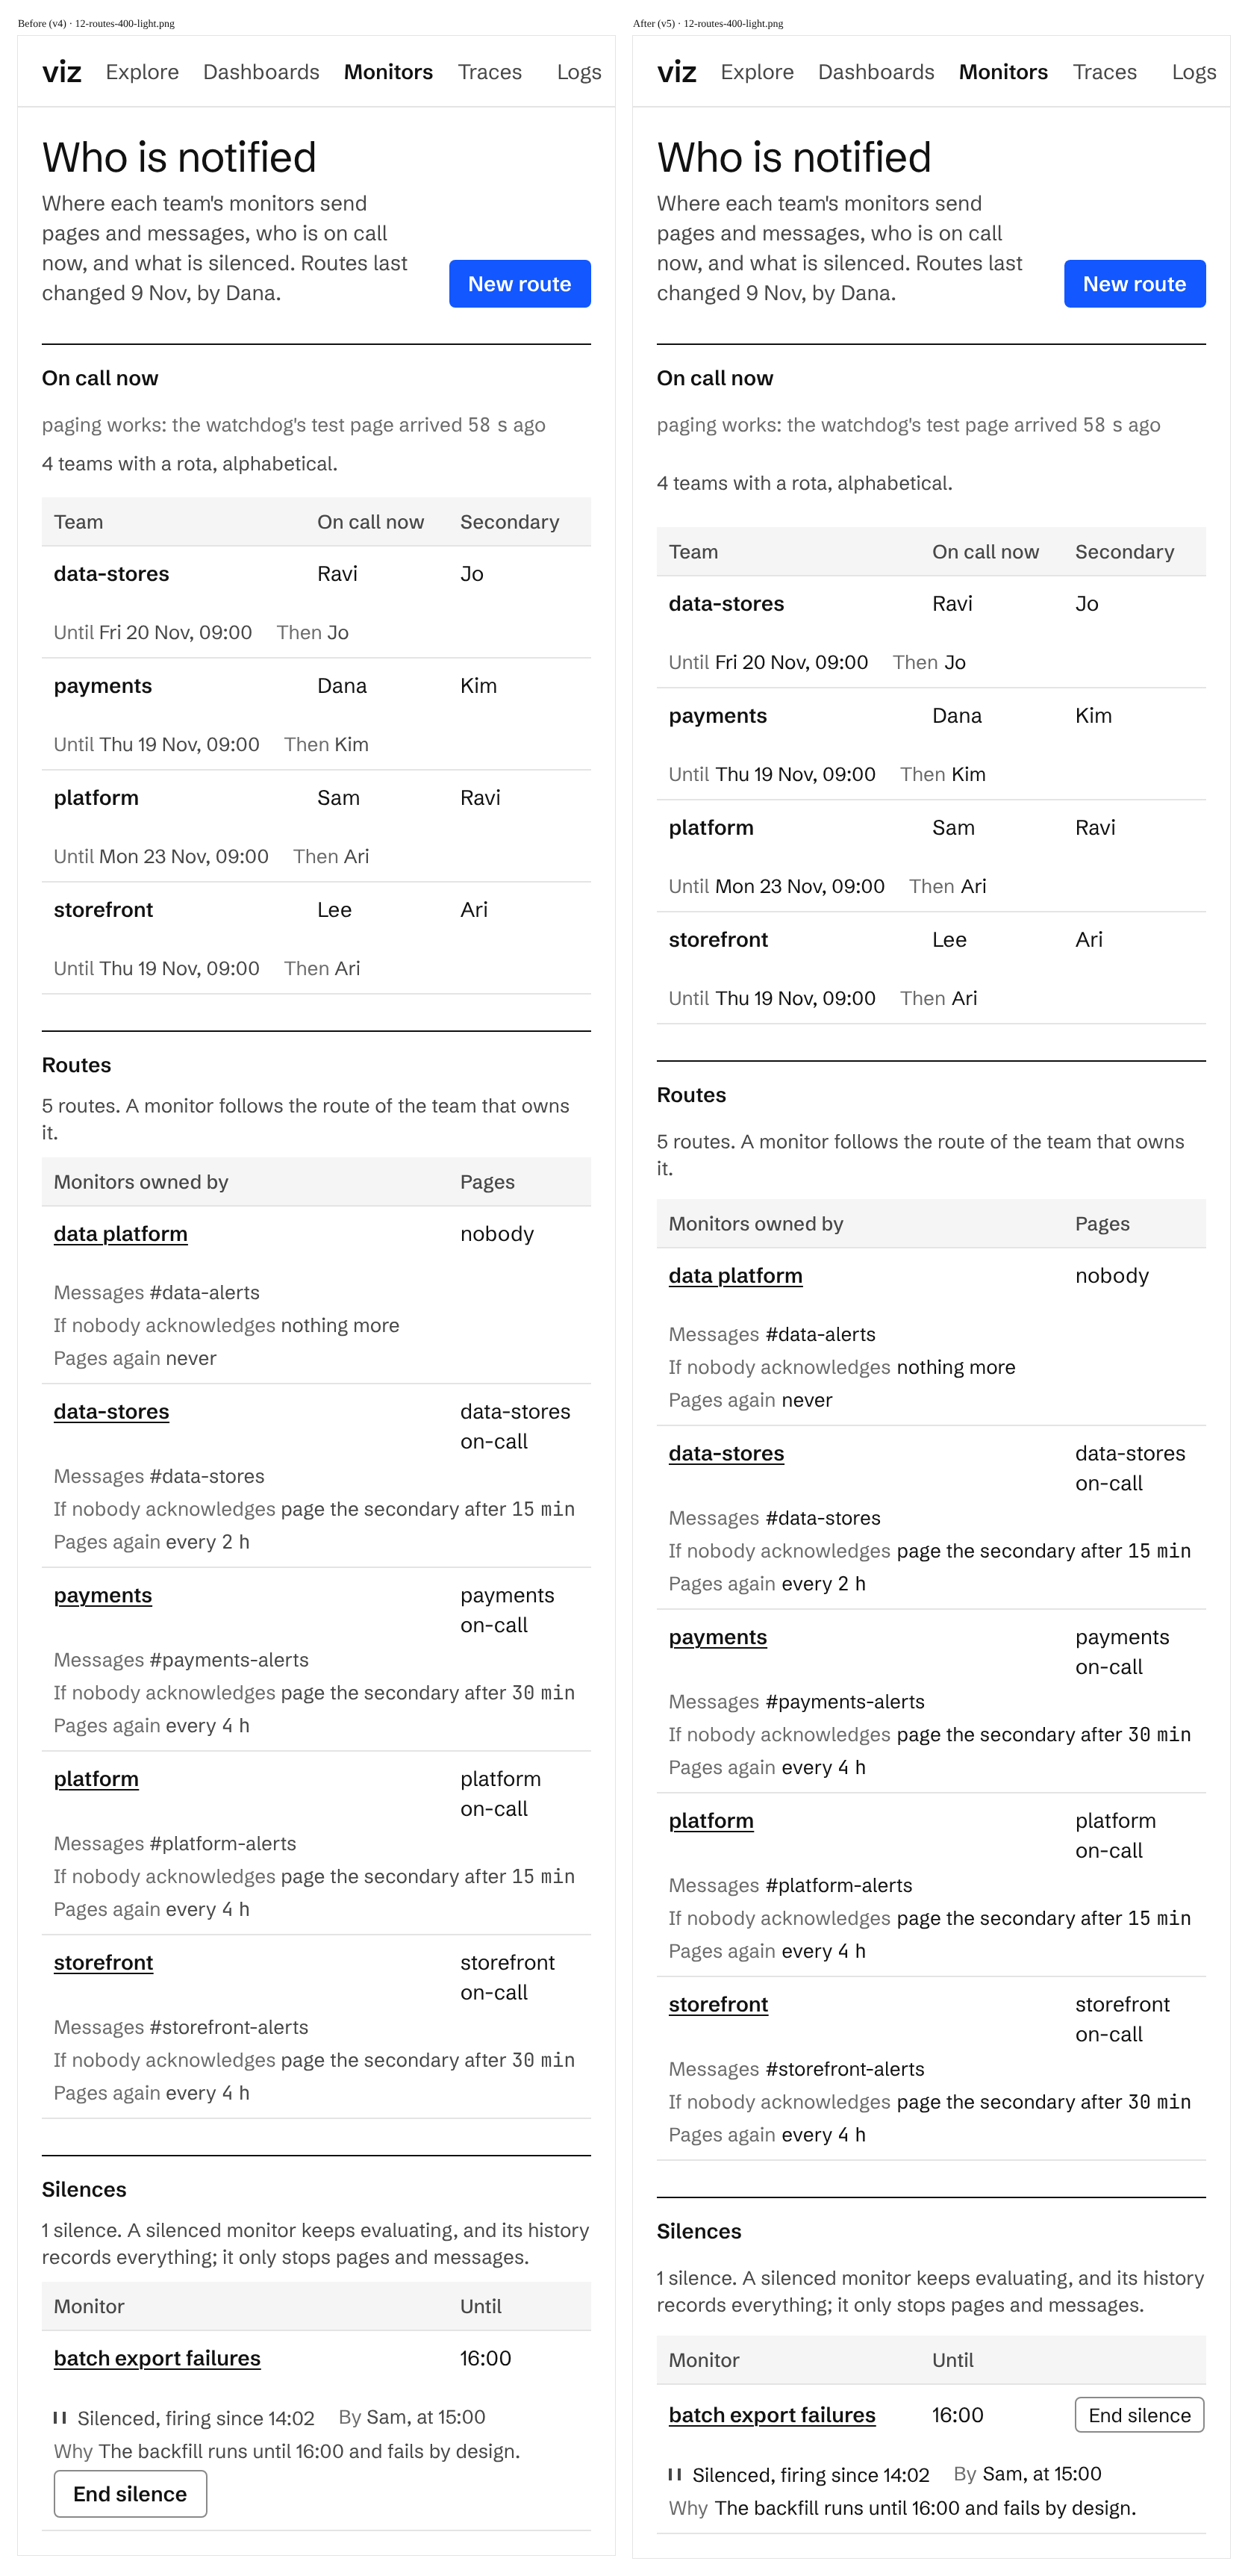 Before (v4) · 12-routes-400-light.png
viz Explore Dashboards Monitors Traces Logs
Who is notified
Where each team's monitors send
pages and messages, who is on call
now, and what is silenced. Routes last
changed 9 Nov, by Dana.
New route
On call now
paging works: the watchdog's test page arrived 58 s ago
4 teams with a rota, alphabetical.
Team On call now Secondary
data-stores Ravi Jo
Until Fri 20 Nov, 09:00 Then Jo
payments Dana Kim
Until Thu 19 Nov, 09:00 Then Kim
platform Sam Ravi
Until Mon 23 Nov, 09:00 Then Ari
storefront Lee Ari
Until Thu 19 Nov, 09:00 Then Ari
Routes
5 routes. A monitor follows the route of the team that owns
it.
Monitors owned by Pages
data platform nobody
Messages #data-alerts
If nobody acknowledges nothing more
Pages again never
data-stores data-stores
on-call
Messages #data-stores
If nobody acknowledges page the secondary after 15 min
Pages again every 2 h
payments payments
on-call
Messages #payments-alerts
If nobody acknowledges page the secondary after 30 min
Pages again every 4 h
platform platform
on-call
Messages #platform-alerts
If nobody acknowledges page the secondary after 15 min
Pages again every 4 h
storefront storefront
on-call
Messages #storefront-alerts
If nobody acknowledges page the secondary after 30 min
Pages again every 4 h
Silences
1 silence. A silenced monitor keeps evaluating, and its history
records everything; it only stops pages and messages.
Monitor Until
batch export failures 16:00
Silenced, firing since 14:02 By Sam, at 15:00
Why The backfill runs until 16:00 and fails by design.
End silence
After (v5) · 12-routes-400-light.png
viz Explore Dashboards Monitors Traces Logs
Who is notified
Where each team's monitors send
pages and messages, who is on call
now, and what is silenced. Routes last
changed 9 Nov, by Dana.
New route
On call now
paging works: the watchdog's test page arrived 58 s ago
4 teams with a rota, alphabetical.
Team On call now Secondary
data-stores Ravi Jo
Until Fri 20 Nov, 09:00 Then Jo
payments Dana Kim
Until Thu 19 Nov, 09:00 Then Kim
platform Sam Ravi
Until Mon 23 Nov, 09:00 Then Ari
storefront Lee Ari
Until Thu 19 Nov, 09:00 Then Ari
Routes
5 routes. A monitor follows the route of the team that owns
it.
Monitors owned by Pages
data platform nobody
Messages #data-alerts
If nobody acknowledges nothing more
Pages again never
data-stores data-stores
on-call
Messages #data-stores
If nobody acknowledges page the secondary after 15 min
Pages again every 2 h
payments payments
on-call
Messages #payments-alerts
If nobody acknowledges page the secondary after 30 min
Pages again every 4 h
platform platform
on-call
Messages #platform-alerts
If nobody acknowledges page the secondary after 15 min
Pages again every 4 h
storefront storefront
on-call
Messages #storefront-alerts
If nobody acknowledges page the secondary after 30 min
Pages again every 4 h
Silences
1 silence. A silenced monitor keeps evaluating, and its history
records everything; it only stops pages and messages.
Monitor Until
batch export failures 16:00 End silence
Silenced, firing since 14:02 By Sam, at 15:00
Why The backfill runs until 16:00 and fails by design.